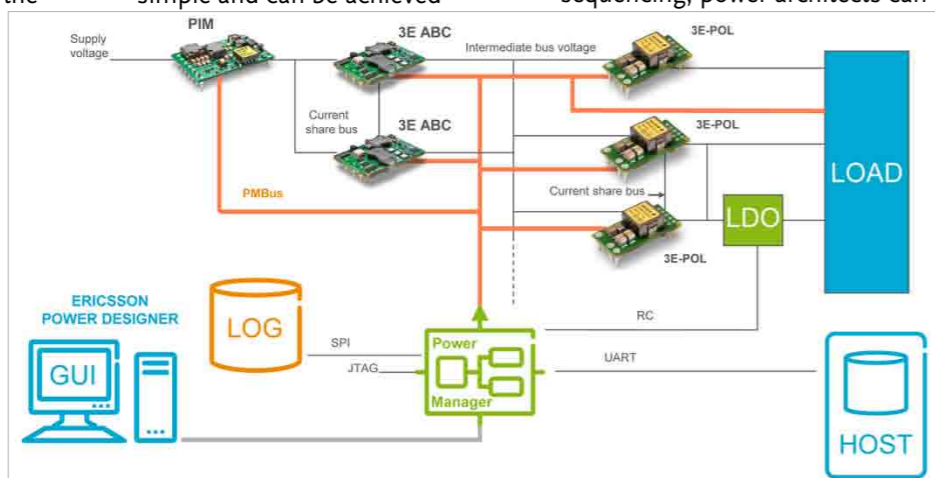 the simple and can be achieved sequencing, power architects can
PIM
3E ABC
3E-POL
Supply
voltage
Intermediate bus voltage
Current
share bus
3E ABC
3E-POL
PMBus
Current share bus
LOAD
LDO
3E-POL
ERICSSON
POWER DESIGNER
LOG
RC
SPI
Power
UART
JTAG
GUI
Manager
HOST